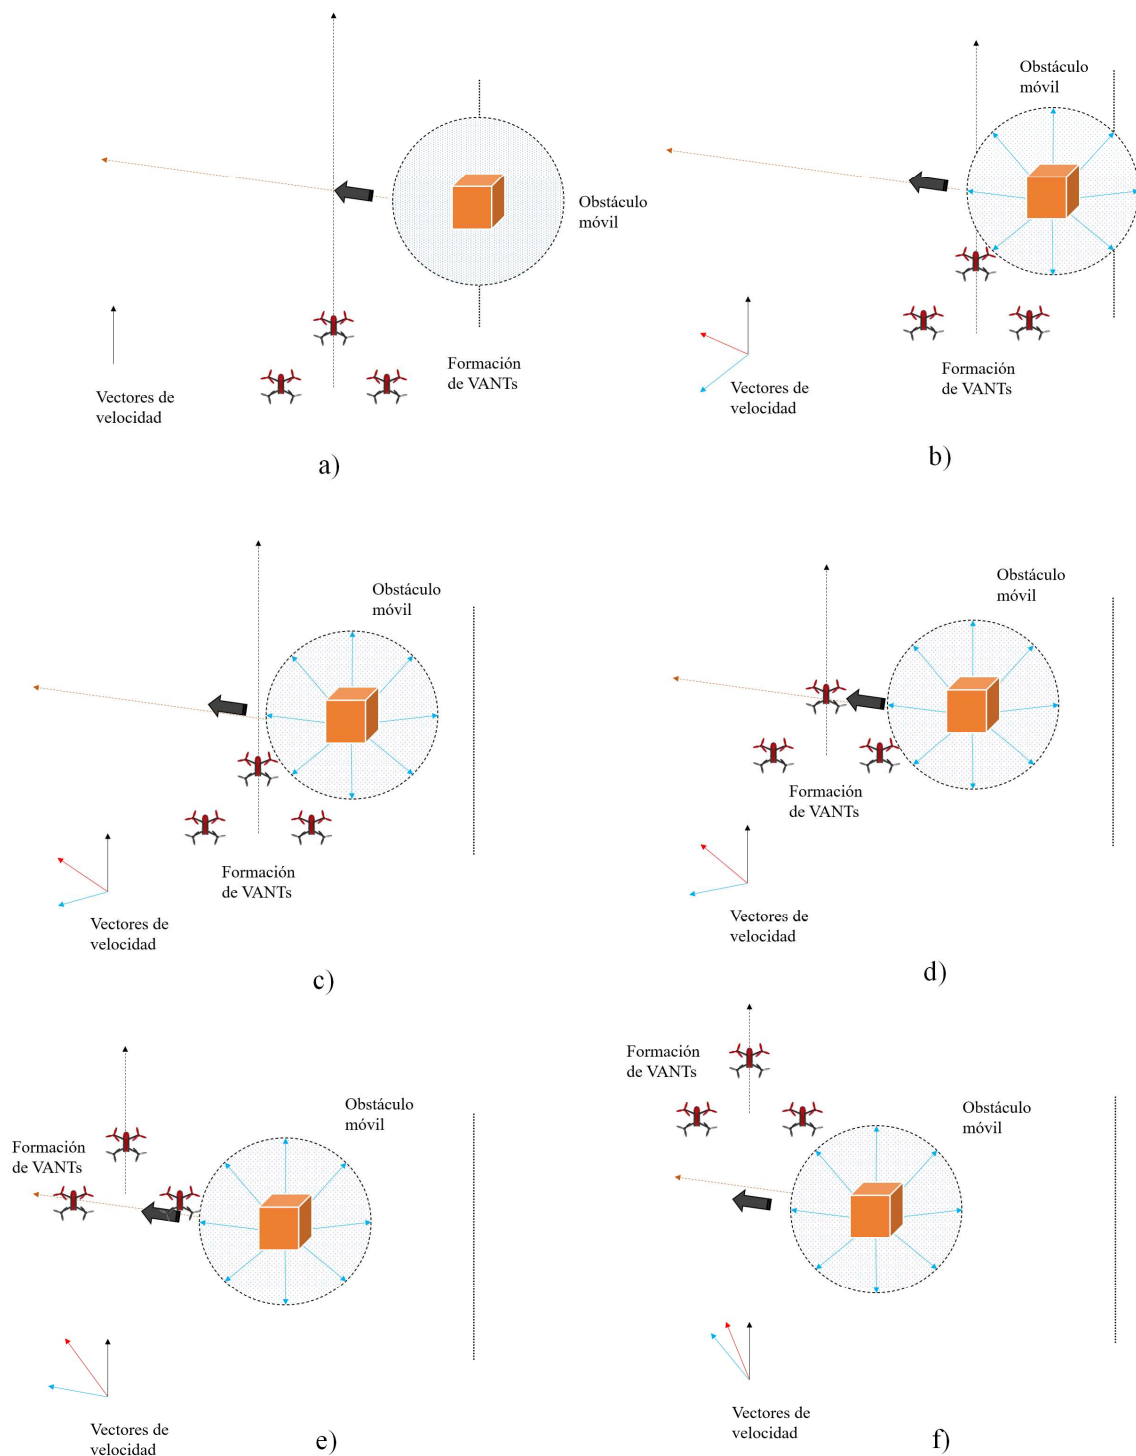 Obstáculo
móvil
Formación
de VANTs
Vectores de
velocidad
a)
Obstáculo
móvil
Formación
de VANTs
Vectores de
velocidad
b)
Obstáculo
móvil
Formación
de VANTs
Vectores de
velocidad
c)
Obstáculo
móvil
Formación
de VANTs
Vectores de
velocidad
d)
Obstáculo
móvil
Formación
de VANTs
Vectores de
velocidad
e)
Formación
de VANTs
Obstáculo
móvil
Vectores de
velocidad
f)